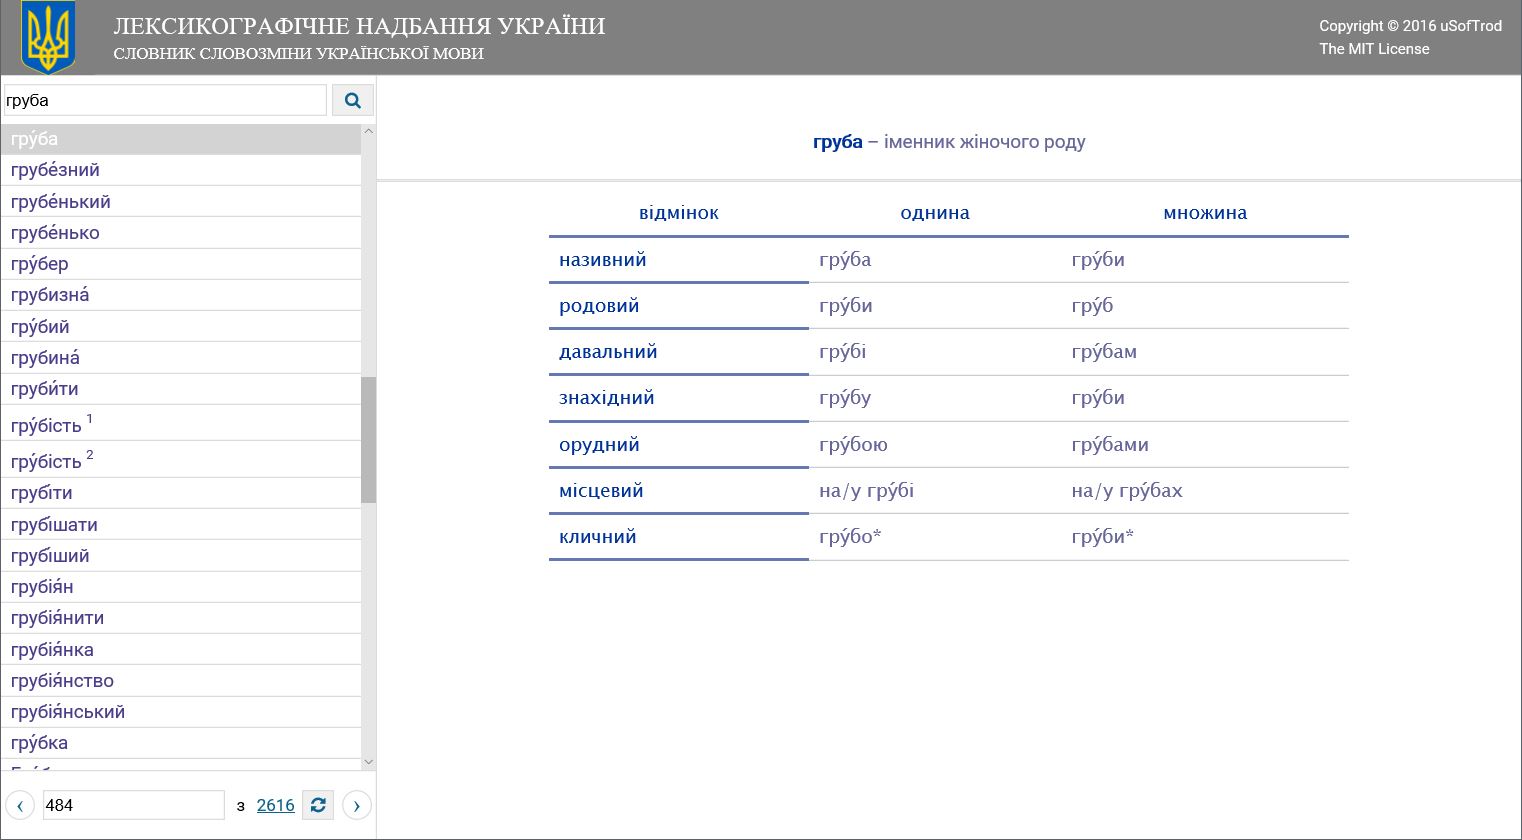 ЛЕКСИКОГРАФІЧНЕ НАДБАННЯ УКРАЇНИ
СЛОВНИК СЛОВОЗМІНИ УКРАЇНСЬКОЇ МОВИ
Copyright © 2016 uSofTrod
The MIT License
груба
гру́ба
грубе́зний
грубе́нький
грубе́нько
гру́бер
грубизна́
гру́бий
грубина́
груби́ти
гру́бість 1
гру́бість 2
грубі́ти
грубі́шати
грубі́ший
грубія́н
грубія́нити
грубія́нка
грубія́нство
грубія́нський
гру́бка
484 з 2616
груба – іменник жіночого роду
відмінок однина множина
називний гру́ба гру́би
родовий гру́би груб
давальний гру́бі гру́бам
знахідний гру́бу гру́би
орудний гру́бою гру́бами
місцевий на/у гру́бі на/у гру́бах
кличний гру́бо* гру́би*